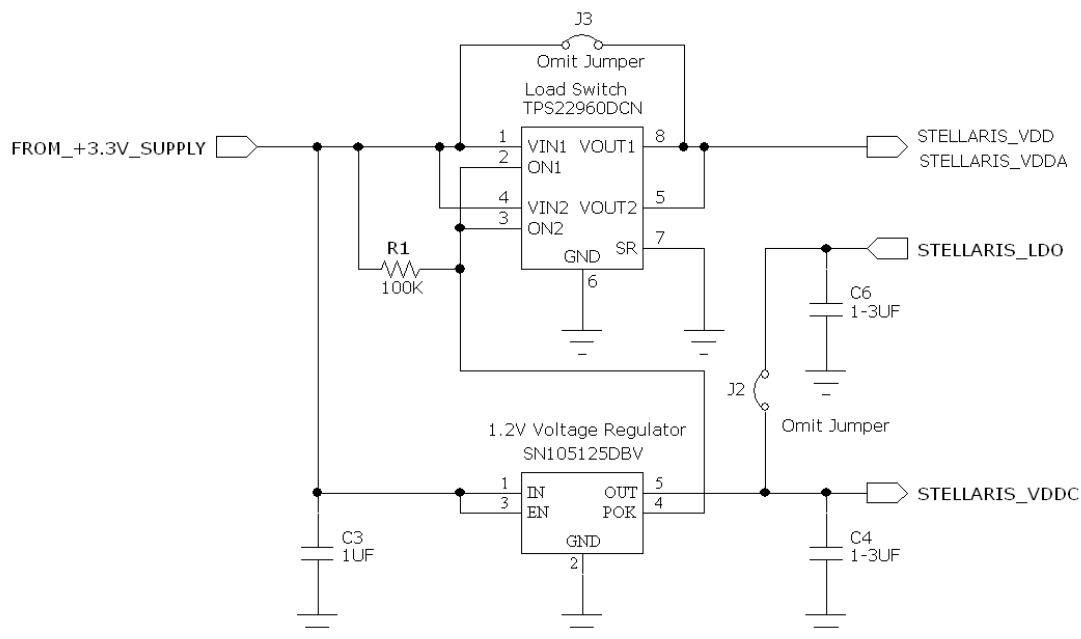 J3
Omit Jumper
Load Switch
TPS22960DCN
FROM_+3.3V_SUPPLY
1 VIN1 VOUT1 8
2 ON1
4 VIN2 VOUT2 5
3 ON2
SR 7
GND
6
STELLARIS_VDD
STELLARIS_VDDA
R1
100K
STELLARIS_LDO
C6
1-3UF
J2
Omit Jumper
1.2V Voltage Regulator
SN105125DBV
1 IN OUT 5
3 EN POK 4
GND
2
STELLARIS_VDDC
C3
1UF
C4
1-3UF